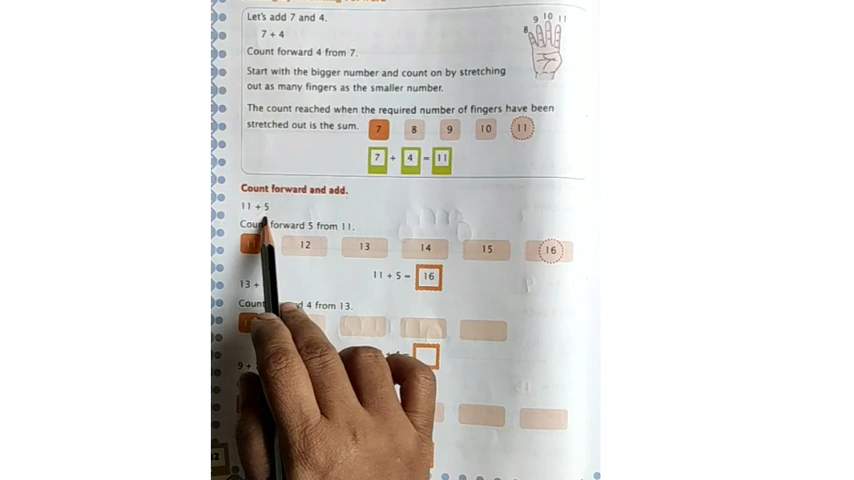 Let's add 7 and 4.
9 10 11
8
7 + 4
Count forward 4 from 7.
7
Start with the bigger number and count on by stretching
out as many fingers as the smaller number.
The count reached when the required number of fingers have been
stretched out is the sum. 7 8 9 10 11
7 + 4 = 11
Count forward and add.
11 + 5
Count forward 5 from 11.
12 13 14 15 16
11 + 5 = 16
13 +
Count 4 from 13.
9 +